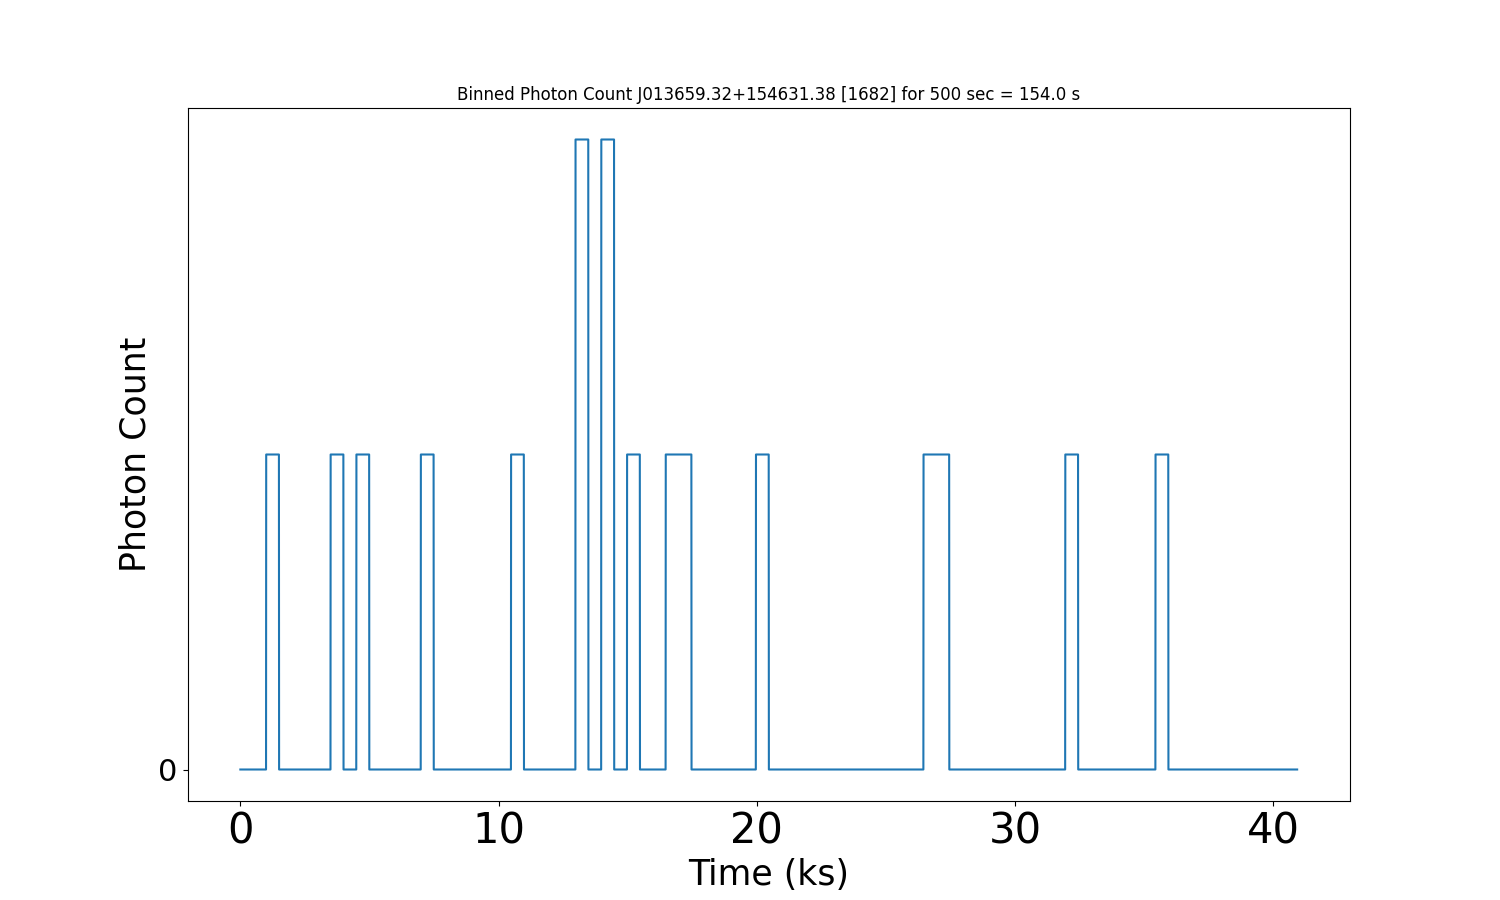 Binned Photon Count J013659.32+154631.38 [1682] for 500 sec = 154.0 s
Photon Count
0
0 10 20 30 40
Time (ks)